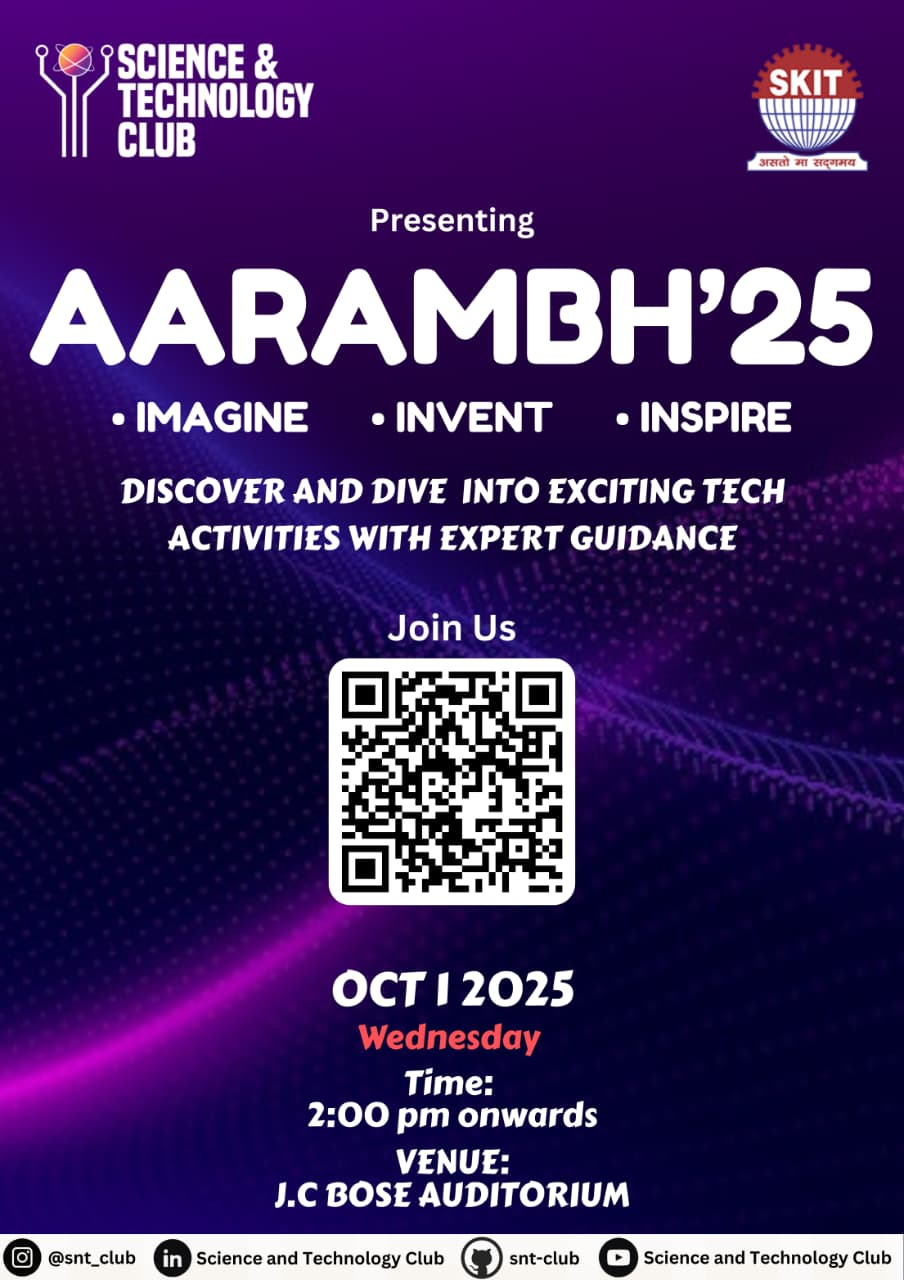 SCIENCE &
TECHNOLOGY
CLUB
SKIT
असतो मा सद्गमय
Presenting
AARAMBH’25
• IMAGINE • INVENT • INSPIRE
DISCOVER AND DIVE INTO EXCITING TECH
ACTIVITIES WITH EXPERT GUIDANCE
Join Us
OCT 1 2025
Wednesday
Time:
2:00 pm onwards
VENUE:
J.C BOSE AUDITORIUM
@snt_club in Science and Technology Club snt-club Science and Technology Club